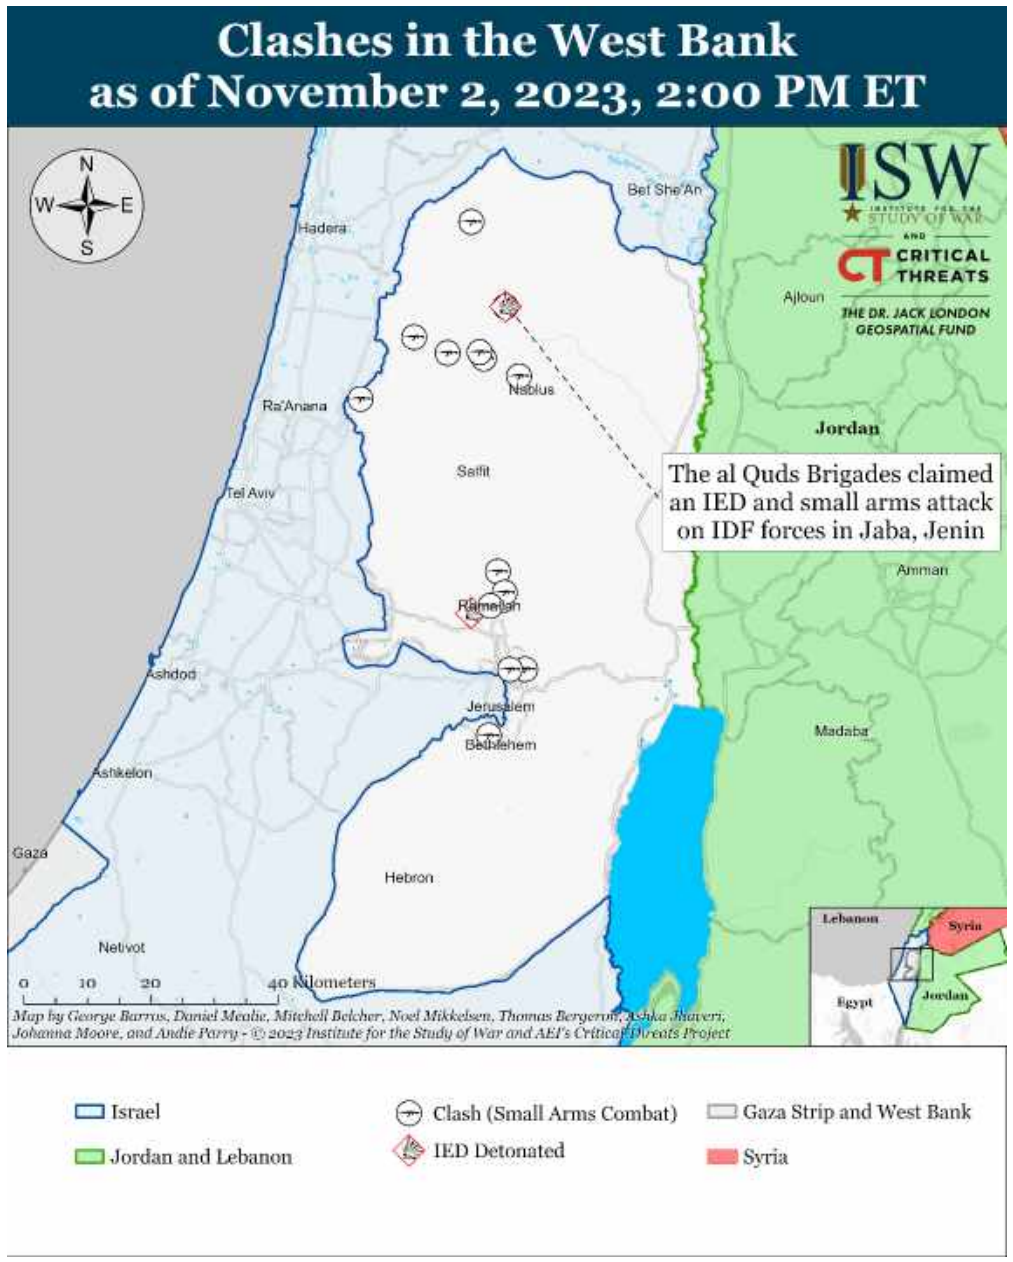 Clashes in the West Bank
as of November 2, 2023, 2:00 PM ET
N
W
E
S
ISW
INSTITUTE FOR THE
STUDY OF WAR
AND
CT CRITICAL
THREATS
THE DR. JACK LONDON
GEOSPATIAL FUND
Bet She'An
Hadera
Ajloun
Nablus
Ra'Anana
Jordan
Salfit
The al Quds Brigades claimed
an IED and small arms attack
on IDF forces in Jaba, Jenin
Tel Aviv
Amman
Ramallah
Ashdod
Jerusalem
Madaba
Bethlehem
Ashkelon
Gaza
Hebron
Netivot
Lebanon
Syria
Egypt
Jordan
0 10 20 40 Kilometers
Map by George Barros, Daniel Mealie, Mitchell Belcher, Noel Mikkelsen, Thomas Bergeron, Ashka Jhaveri,
Johanna Moore, and Andie Parry - © 2023 Institute for the Study of War and AEI's Critical Threats Project
Israel
Clash (Small Arms Combat)
Gaza Strip and West Bank
Jordan and Lebanon
IED Detonated
Syria